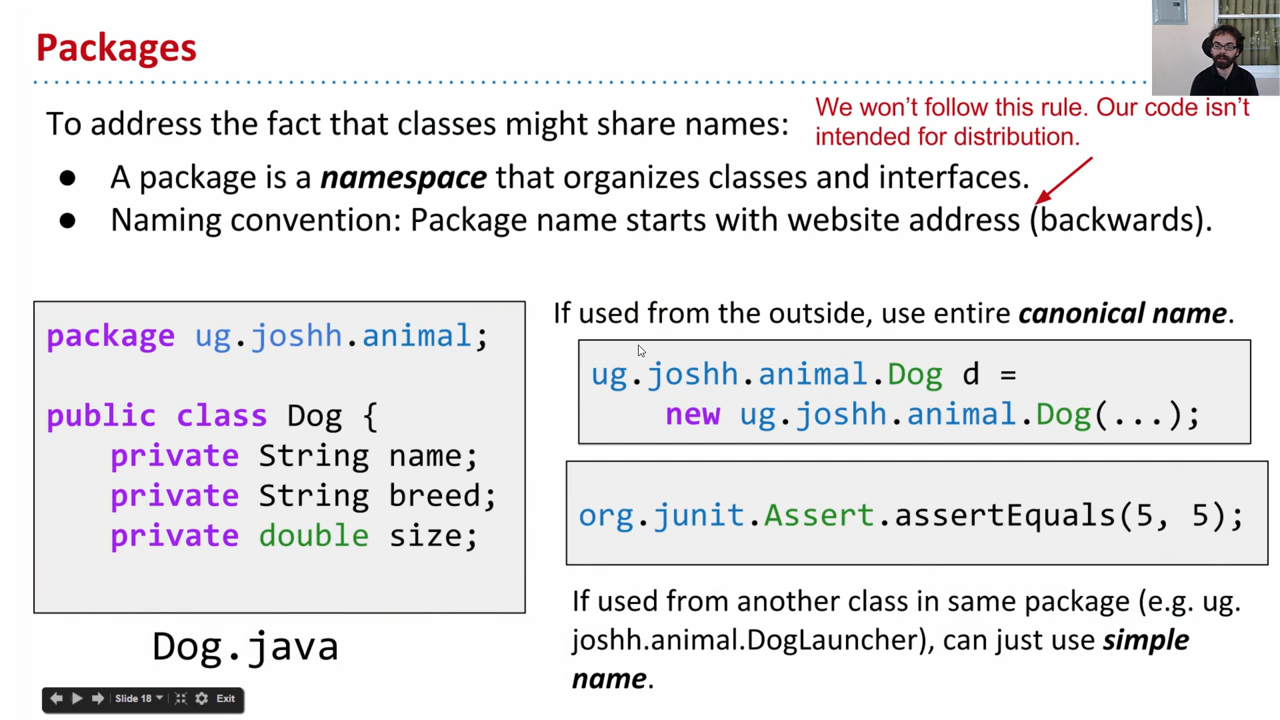 Packages
We won't follow this rule. Our code isn't
intended for distribution.
To address the fact that classes might share names:
● A package is a namespace that organizes classes and interfaces.
● Naming convention: Package name starts with website address (backwards).
package ug.joshh.animal;
public class Dog {
private String name;
private String breed;
private double size;
Dog.java
If used from the outside, use entire canonical name.
ug.joshh.animal.Dog d =
new ug.joshh.animal.Dog(...);
org.junit.Assert.assertEquals(5, 5);
If used from another class in same package (e.g. ug.
joshh.animal.DogLauncher), can just use simple
name.
Slide 18
Exit